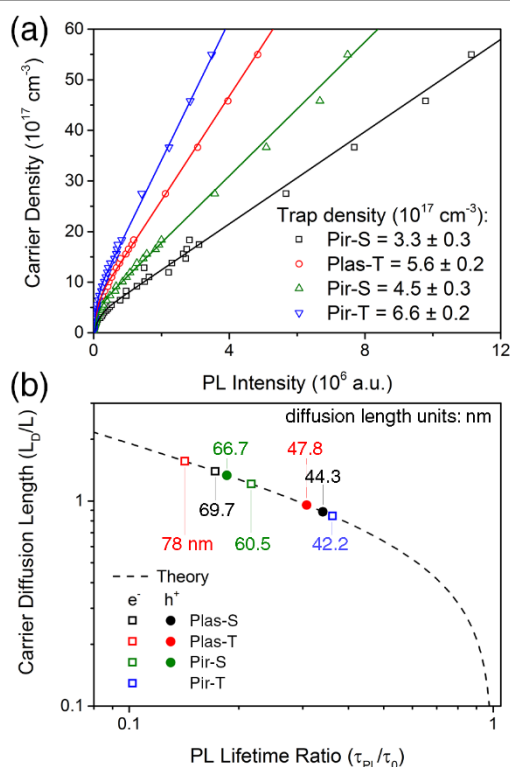 (a)
60
50
40
30
20
10
0
Carrier Density (10¹⁷ cm⁻³)
Trap density (10¹⁷ cm⁻³):
Pir-S = 3.3 ± 0.3
Plas-T = 5.6 ± 0.2
Pir-S = 4.5 ± 0.3
Pir-T = 6.6 ± 0.2
0 4 8 12
PL Intensity (10⁶ a.u.)
(b)
diffusion length units: nm
66.7 47.8
44.3
69.7
78 nm 60.5 42.2
1
0.1
Carrier Diffusion Length (L_D/L)
Theory
e⁻ h⁺
Plas-S
Plas-T
Pir-S
Pir-T
0.1 1
PL Lifetime Ratio (τ_PL/τ₀)